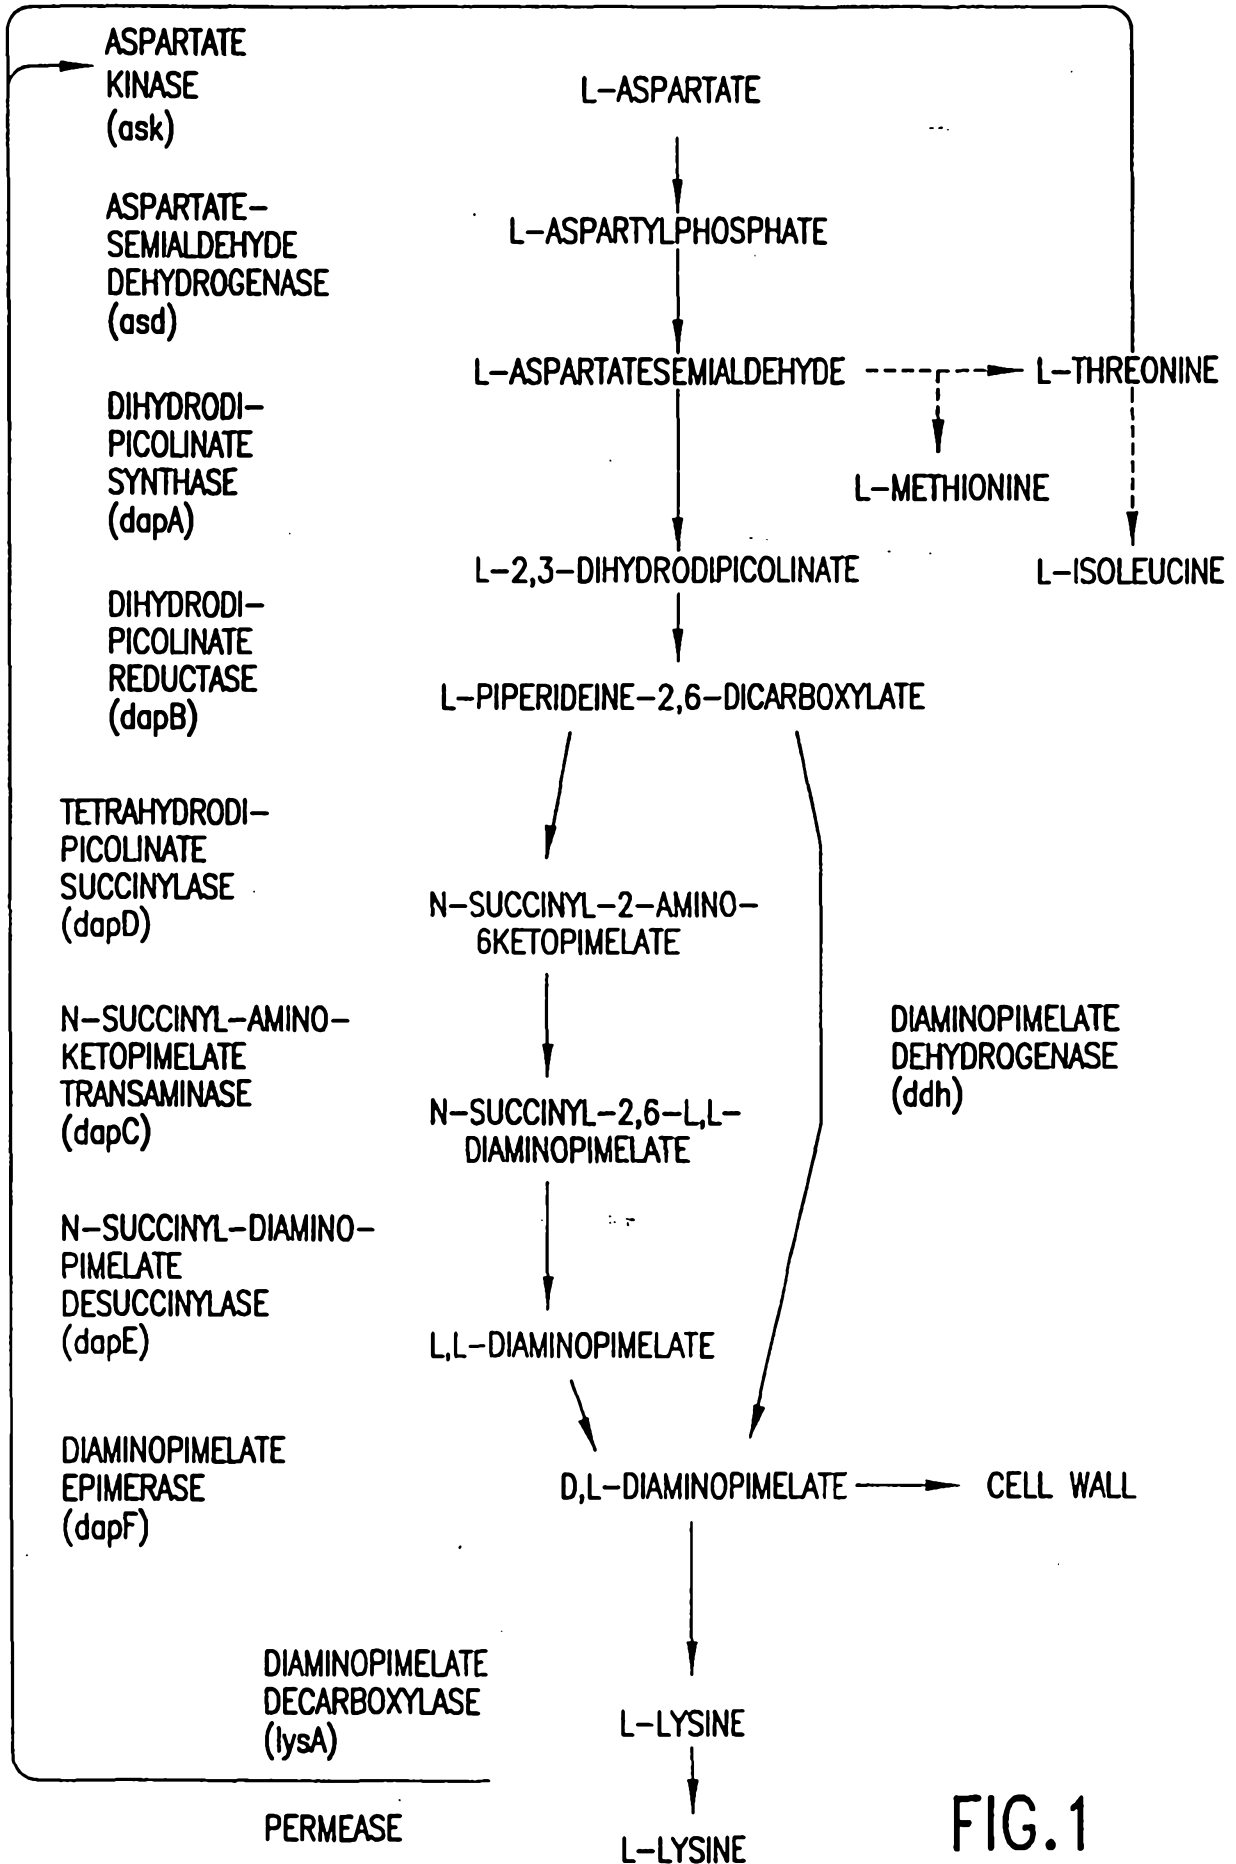 ASPARTATE
KINASE
(ask)
L-ASPARTATE
ASPARTATE-
SEMIALDEHYDE
DEHYDROGENASE
(asd)
L-ASPARTYLPHOSPHATE
L-ASPARTATESEMIALDEHYDE
L-THREONINE
DIHYDRODI-
PICOLINATE
SYNTHASE
(dapA)
L-METHIONINE
L-2,3-DIHYDRODIPICOLINATE
L-ISOLEUCINE
DIHYDRODI-
PICOLINATE
REDUCTASE
(dapB)
L-PIPERIDEINE-2,6-DICARBOXYLATE
TETRAHYDRODI-
PICOLINATE
SUCCINYLASE
(dapD)
N-SUCCINYL-2-AMINO-
6KETOPIMELATE
N-SUCCINYL-AMINO-
KETOPIMELATE
TRANSAMINASE
(dapC)
DIAMINOPIMELATE
DEHYDROGENASE
(ddh)
N-SUCCINYL-2,6-L,L-
DIAMINOPIMELATE
N-SUCCINYL-DIAMINO-
PIMELATE
DESUCCINYLASE
(dapE)
L,L-DIAMINOPIMELATE
DIAMINOPIMELATE
EPIMERASE
(dapF)
D,L-DIAMINOPIMELATE
CELL WALL
DIAMINOPIMELATE
DECARBOXYLASE
(lysA)
L-LYSINE
PERMEASE
L-LYSINE
FIG.1